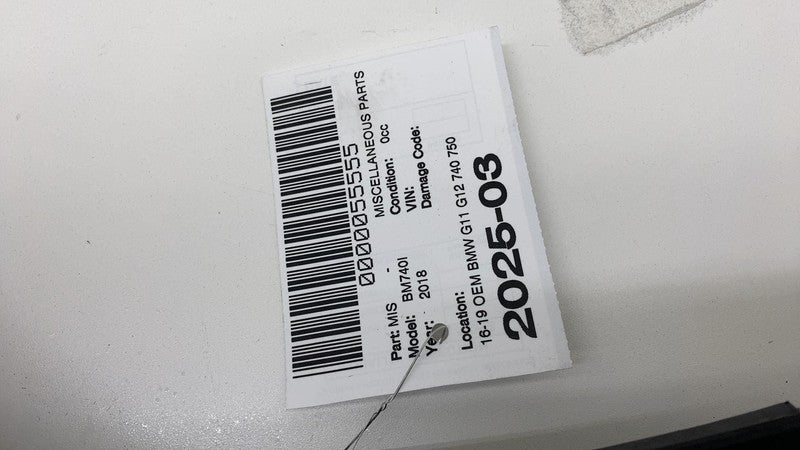 0000055555
MISCELLANEOUS PARTS
Part: MIS -
Condition: 0cc
Model: BM740I
VIN:
Year: 2018
Damage Code:
Location:
16-19 OEM BMW G11 G12 740 750
2025-03